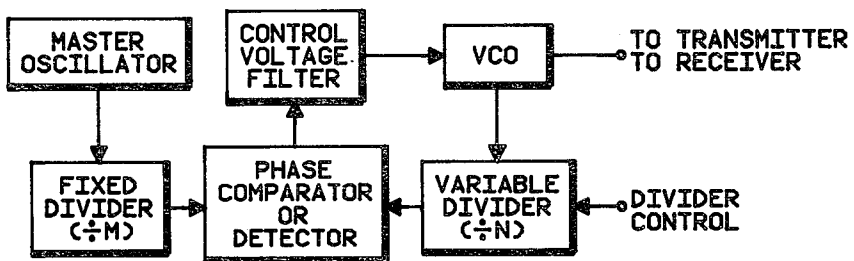 MASTER
OSCILLATOR
CONTROL
VOLTAGE
FILTER
VCO
TO TRANSMITTER
TO RECEIVER
FIXED
DIVIDER
(÷M)
PHASE
COMPARATOR
OR
DETECTOR
VARIABLE
DIVIDER
(÷N)
DIVIDER
CONTROL